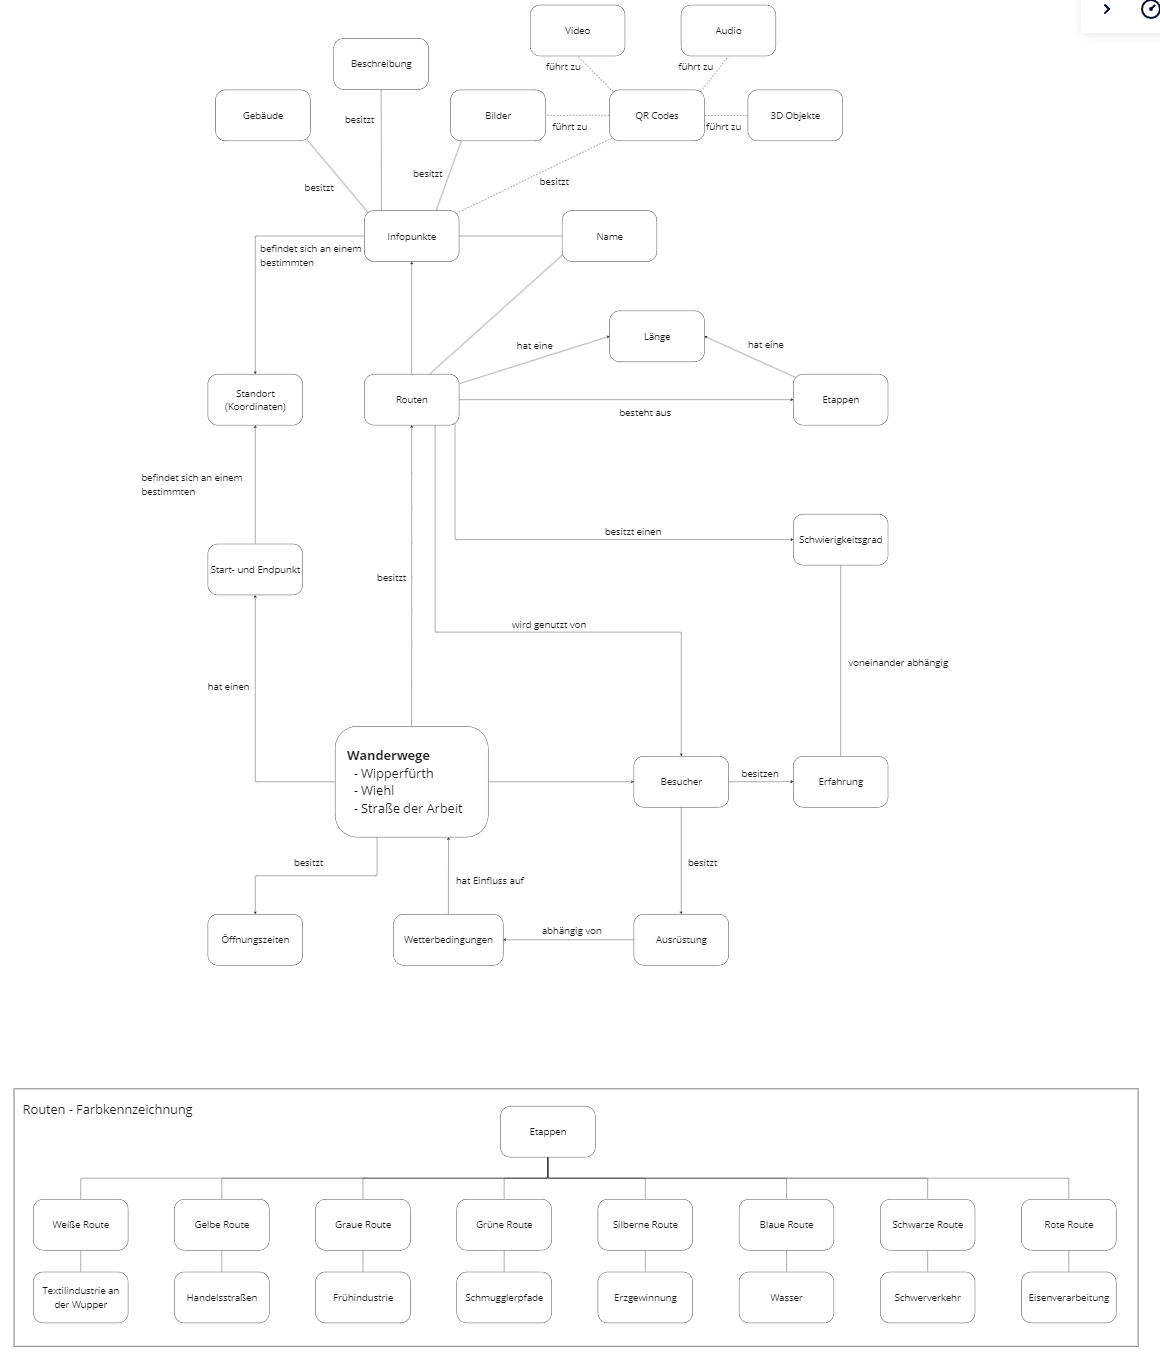 Video
Audio
führt zu
führt zu
Beschreibung
Gebäude
besitzt
Bilder
führt zu
QR Codes
führt zu
3D Objekte
besitzt
besitzt
besitzt
Infopunkte
Name
befindet sich an einem
bestimmten
Länge
hat eine
hat eine
Standort
(Koordinaten)
Routen
Etappen
besteht aus
befindet sich an einem
bestimmten
besitzt einen
Schwierigkeitsgrad
Start- und Endpunkt
besitzt
wird genutzt von
voneinander abhängig
hat einen
Wanderwege
- Wipperfürth
- Wiehl
- Straße der Arbeit
Besucher
besitzen
Erfahrung
besitzt
hat Einfluss auf
besitzt
Öffnungszeiten
Wetterbedingungen
abhängig von
Ausrüstung
Routen - Farbkennzeichnung
Etappen
Weiße Route
Gelbe Route
Graue Route
Grüne Route
Silberne Route
Blaue Route
Schwarze Route
Rote Route
Textilindustrie an
der Wupper
Handelsstraßen
Frühindustrie
Schmugglerpfade
Erzgewinnung
Wasser
Schwerverkehr
Eisenverarbeitung